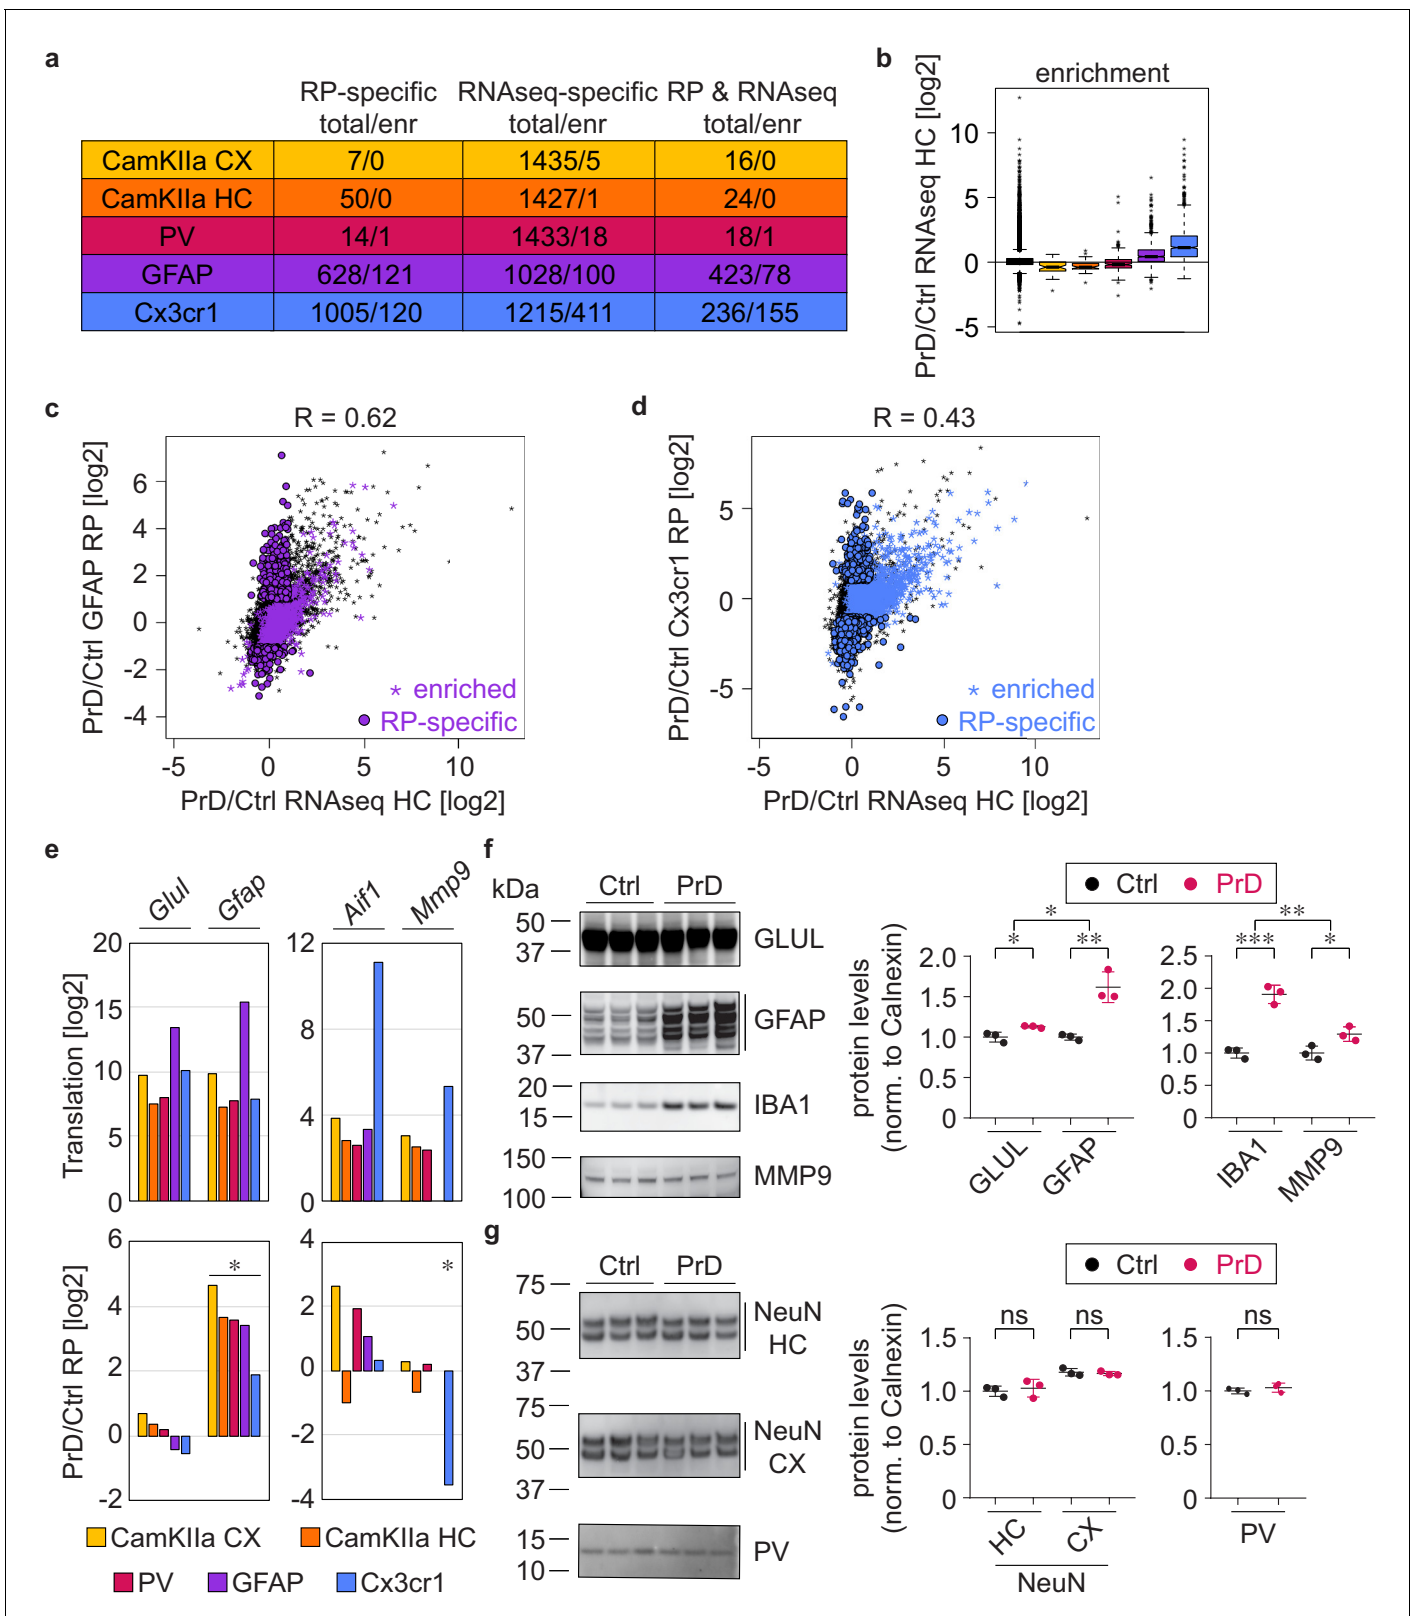 a
RP-specific RNAseq-specific RP & RNAseq
total/enr total/enr total/enr
CamKIIa CX 7/0 1435/5 16/0
CamKIIa HC 50/0 1427/1 24/0
PV 14/1 1433/18 18/1
GFAP 628/121 1028/100 423/78
Cx3cr1 1005/120 1215/411 236/155
b
enrichment
PrD/Ctrl RNAseq HC [log2]
10
5
0
-5
c
R = 0.62
PrD/Ctrl GFAP RP [log2]
6
4
2
0
-2
-4
* enriched
RP-specific
-5 0 5 10
PrD/Ctrl RNAseq HC [log2]
d
R = 0.43
PrD/Ctrl Cx3cr1 RP [log2]
5
0
-5
* enriched
RP-specific
-5 0 5 10
PrD/Ctrl RNAseq HC [log2]
e
Glul Gfap Aif1 Mmp9
Translation [log2]
20
15
10
5
0
12
8
4
0
PrD/Ctrl RP [log2]
6
4
2
0
-2
*
4
2
0
-2
-4
*
CamKIIa CX CamKIIa HC
PV GFAP Cx3cr1
f
kDa Ctrl PrD
50
37
GLUL
50
37
GFAP
20
15
IBA1
150
100
MMP9
Ctrl PrD
protein levels
(norm. to Calnexin)
*
* **
2.0
1.5
1.0
0.5
0
GLUL GFAP
**
*** *
2.5
2.0
1.5
1.0
0.5
0
IBA1 MMP9
g
Ctrl PrD
75
50
37
NeuN
HC
75
50
37
NeuN
CX
15
10
PV
Ctrl PrD
protein levels
(norm. to Calnexin)
ns ns
1.5
1.0
0.5
0
HC CX
NeuN
ns
1.5
1.0
0.5
0
PV